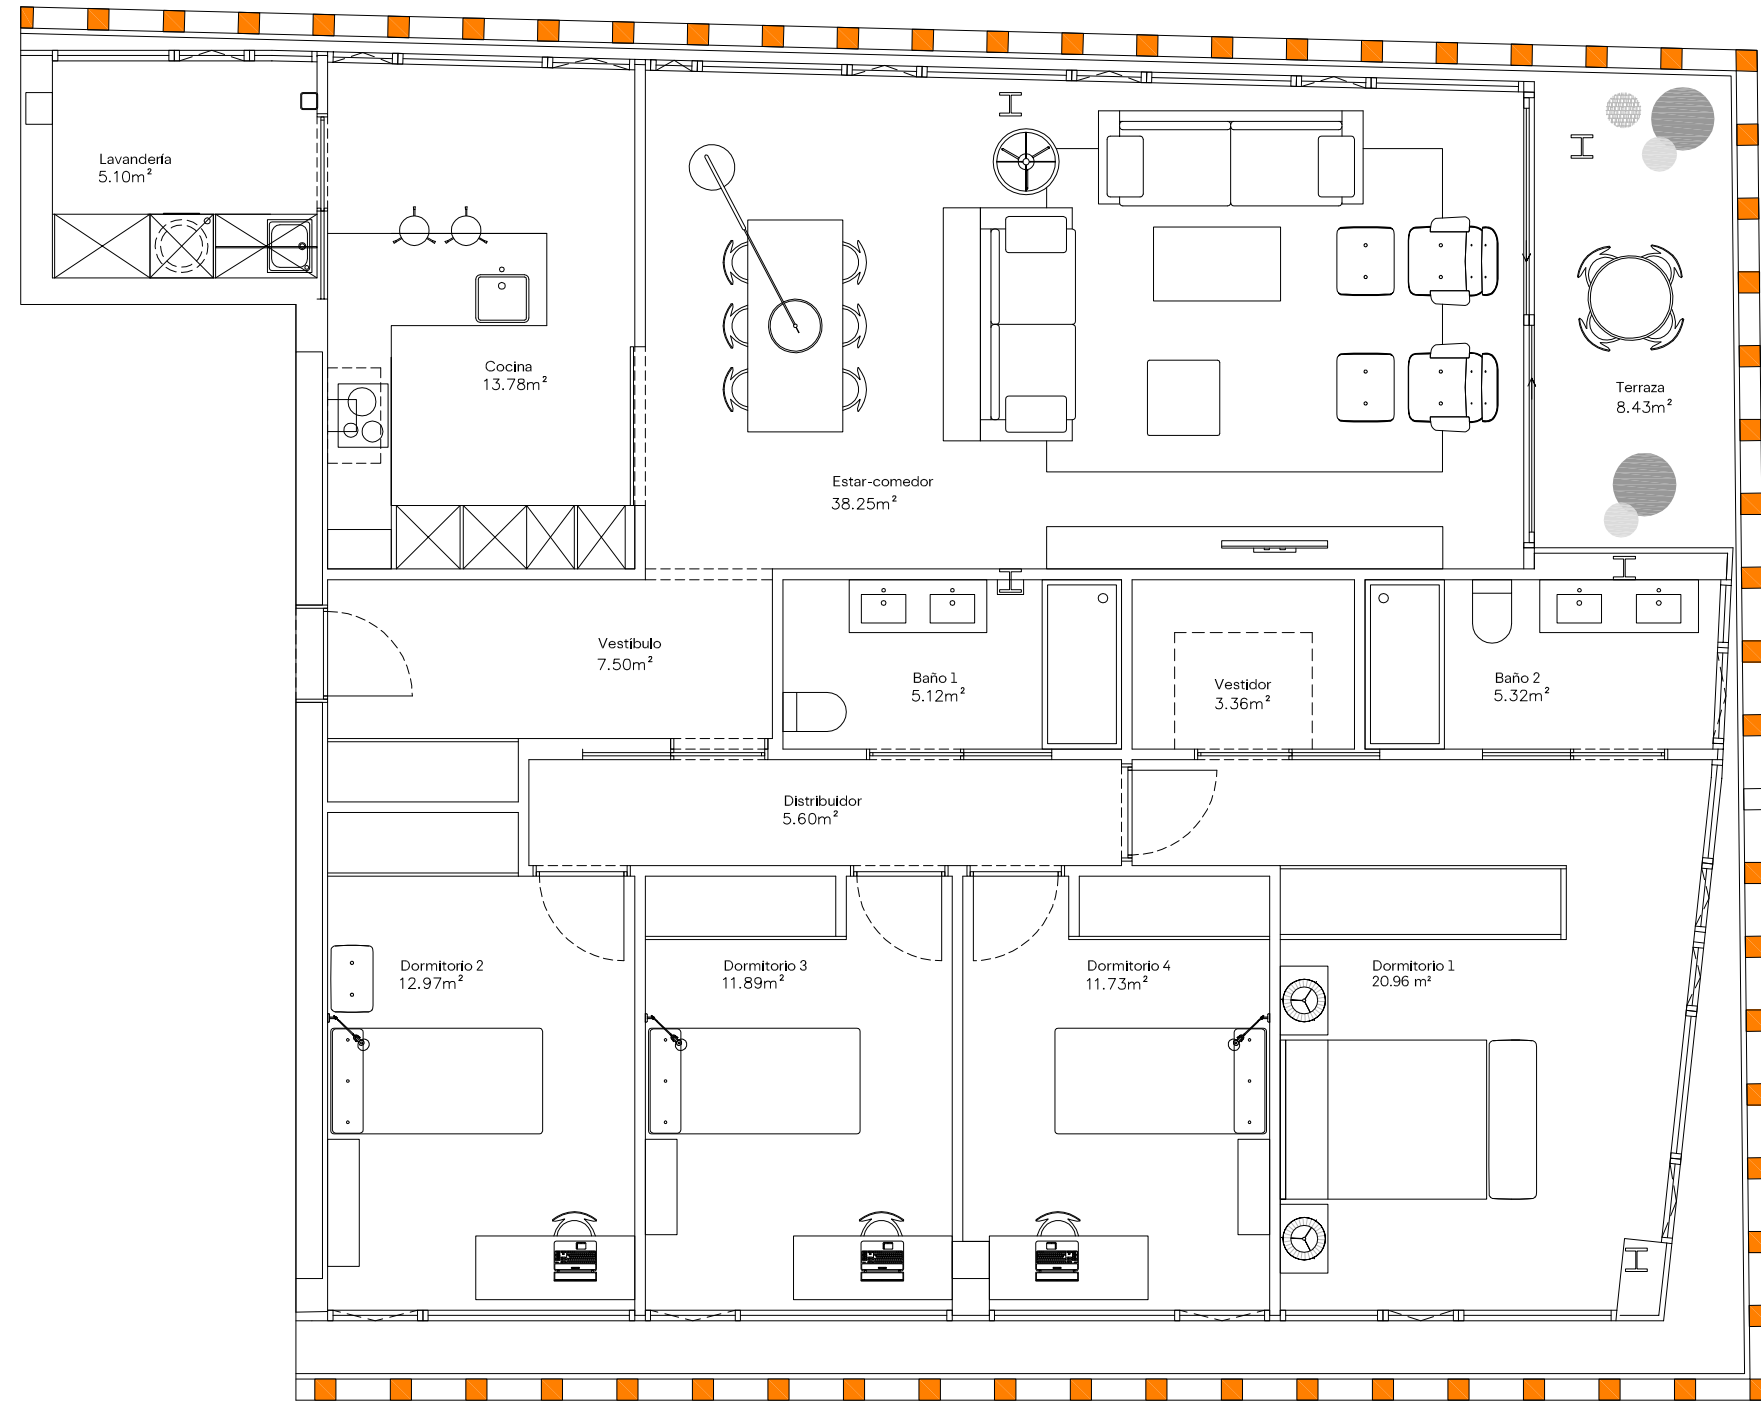 Lavandería
5.10m²
Cocina
13.78m²
Terraza
8.43m²
Estar-comedor
38.25m²
Vestíbulo
7.50m²
Baño 1
5.12m²
Vestidor
3.36m²
Baño 2
5.32m²
Distribuidor
5.60m²
Dormitorio 2
12.97m²
Dormitorio 3
11.89m²
Dormitorio 4
11.73m²
Dormitorio 1
20.96 m²